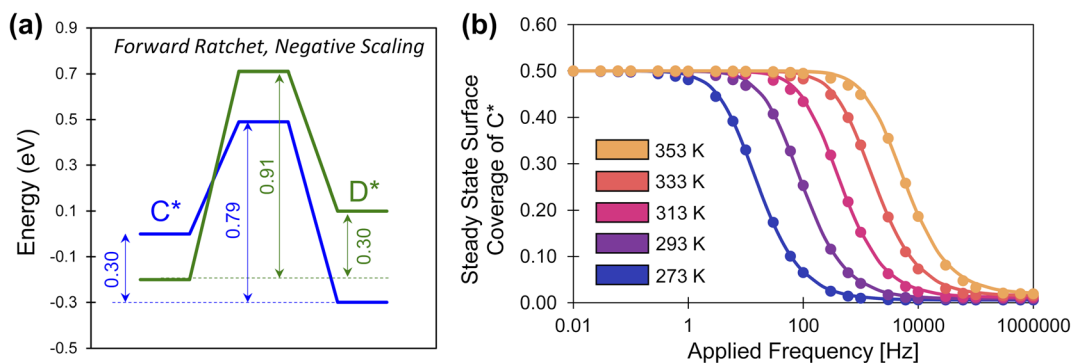 (a)
Forward Ratchet, Negative Scaling
Energy (eV)
0.9
0.7
0.5
0.3
0.1
-0.1
-0.3
-0.5
C*
D*
0.30
0.79
0.91
0.30
(b)
Steady State Surface
Coverage of C*
0.60
0.50
0.40
0.30
0.20
0.10
0.00
353 K
333 K
313 K
293 K
273 K
0.01
1
100
10000
1000000
Applied Frequency [Hz]